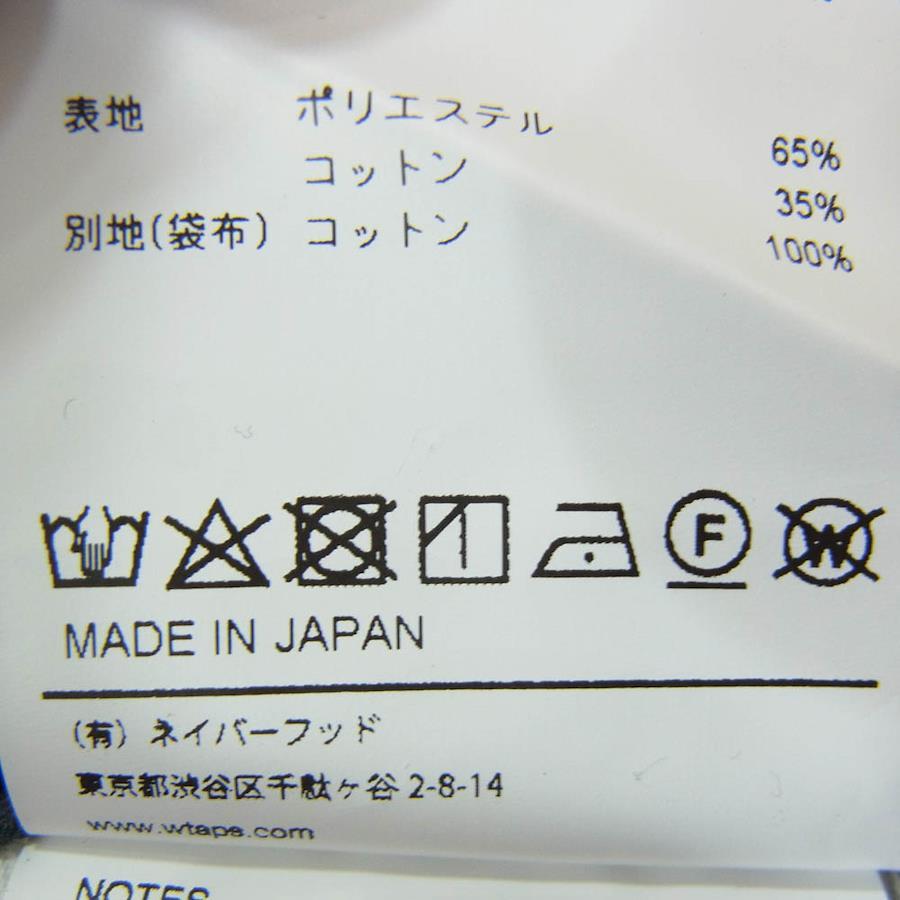 表地 ポリエステル 65%
コットン 35%
別地(袋布) コットン 100%
F W
MADE IN JAPAN
(有) ネイバーフッド
東京都渋谷区千駄ヶ谷 2-8-14
www.wtaps.com
NOTES